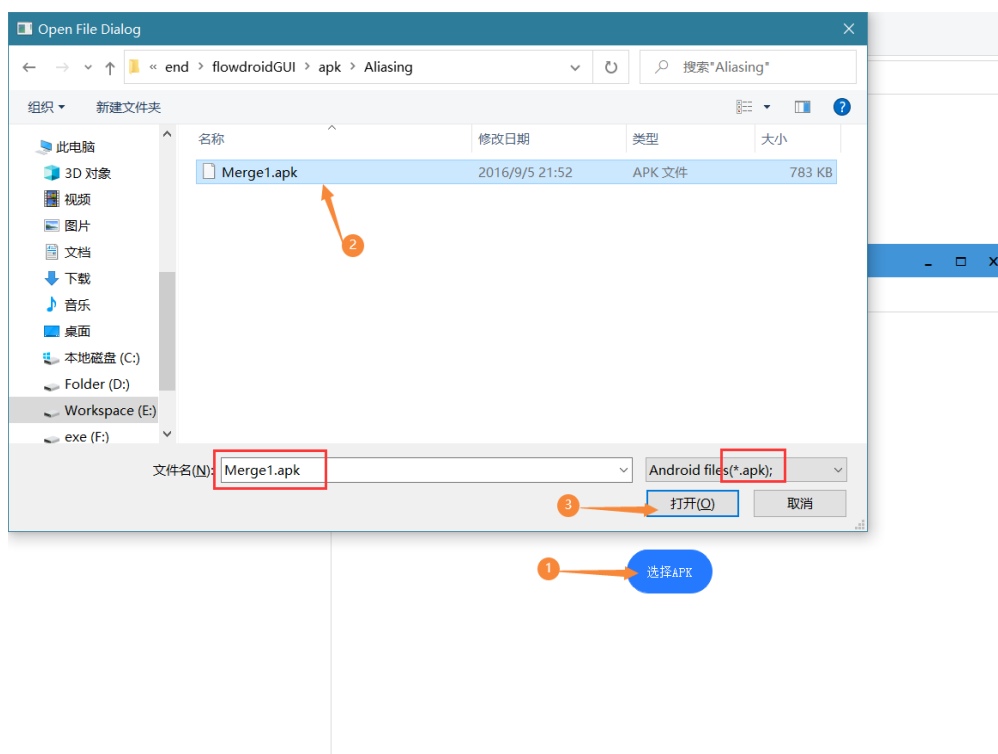 Open File Dialog
« end › flowdroidGUI › apk › Aliasing
搜索"Aliasing"
组织
新建文件夹
名称
修改日期
类型
大小
此电脑
Merge1.apk
2016/9/5 21:52
APK 文件
783 KB
3D 对象
视频
图片
2
文档
下载
音乐
桌面
本地磁盘 (C:)
Folder (D:)
Workspace (E:)
exe (F:)
文件名(N):
Merge1.apk
Android files(*.apk);
3
打开(O)
取消
1
选择APK